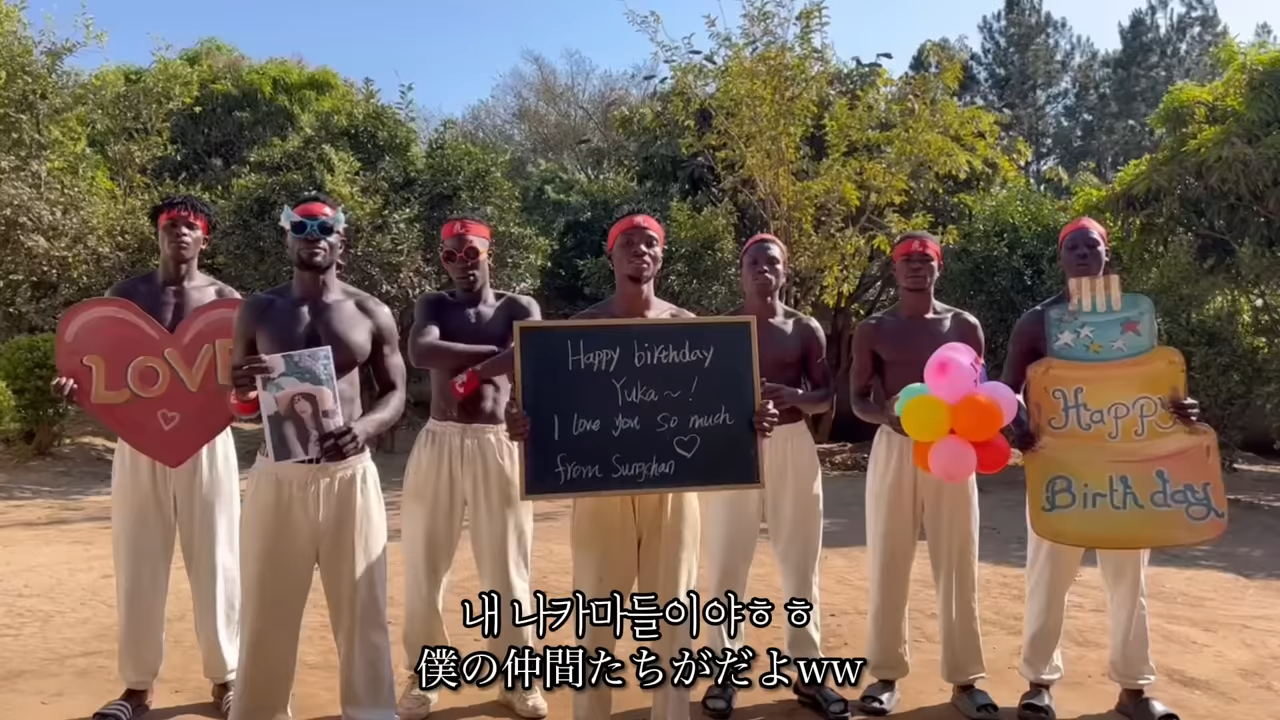 LOVE
Happy birthday
Yuka ~ !
I love you so much
from Sungchan
Happy
Birthday
내 나카마들이야ㅎㅎ
僕の仲間たちがだよww